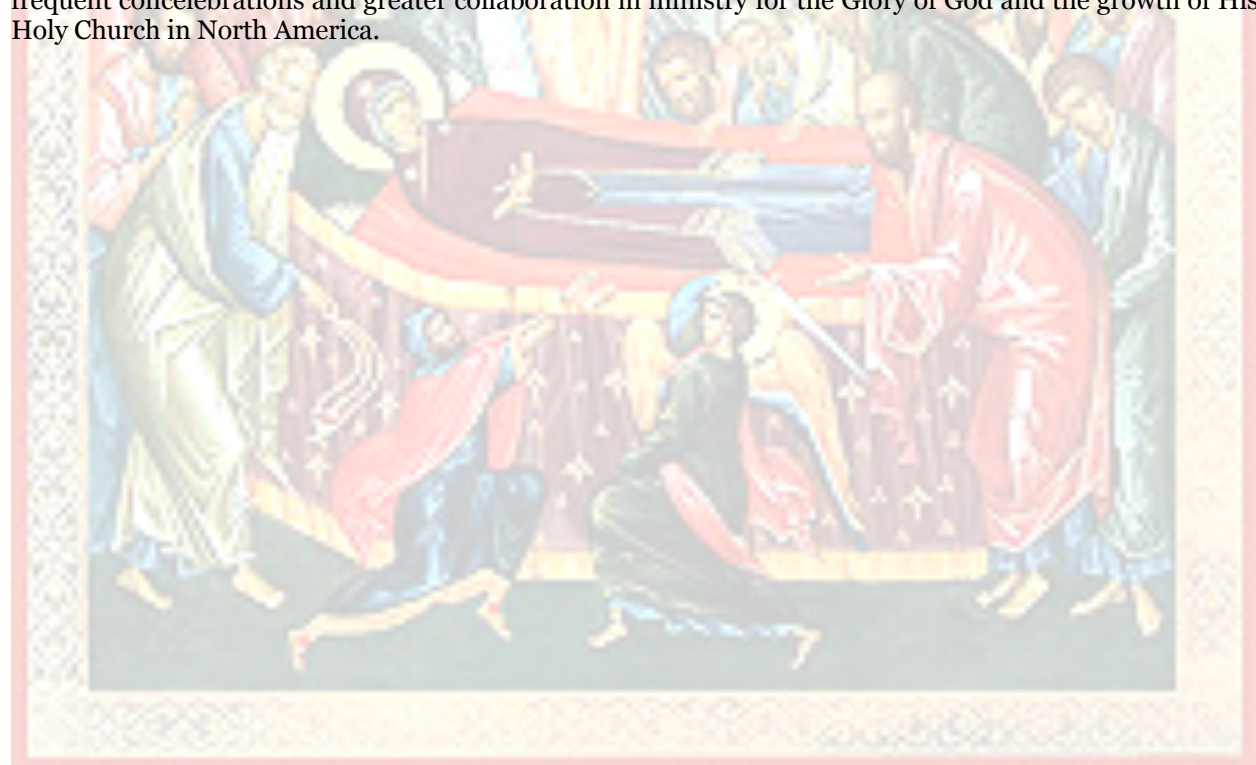 frequent concelebrations and greater collaboration in ministry for the Glory of God and the growth of His
Holy Church in North America.